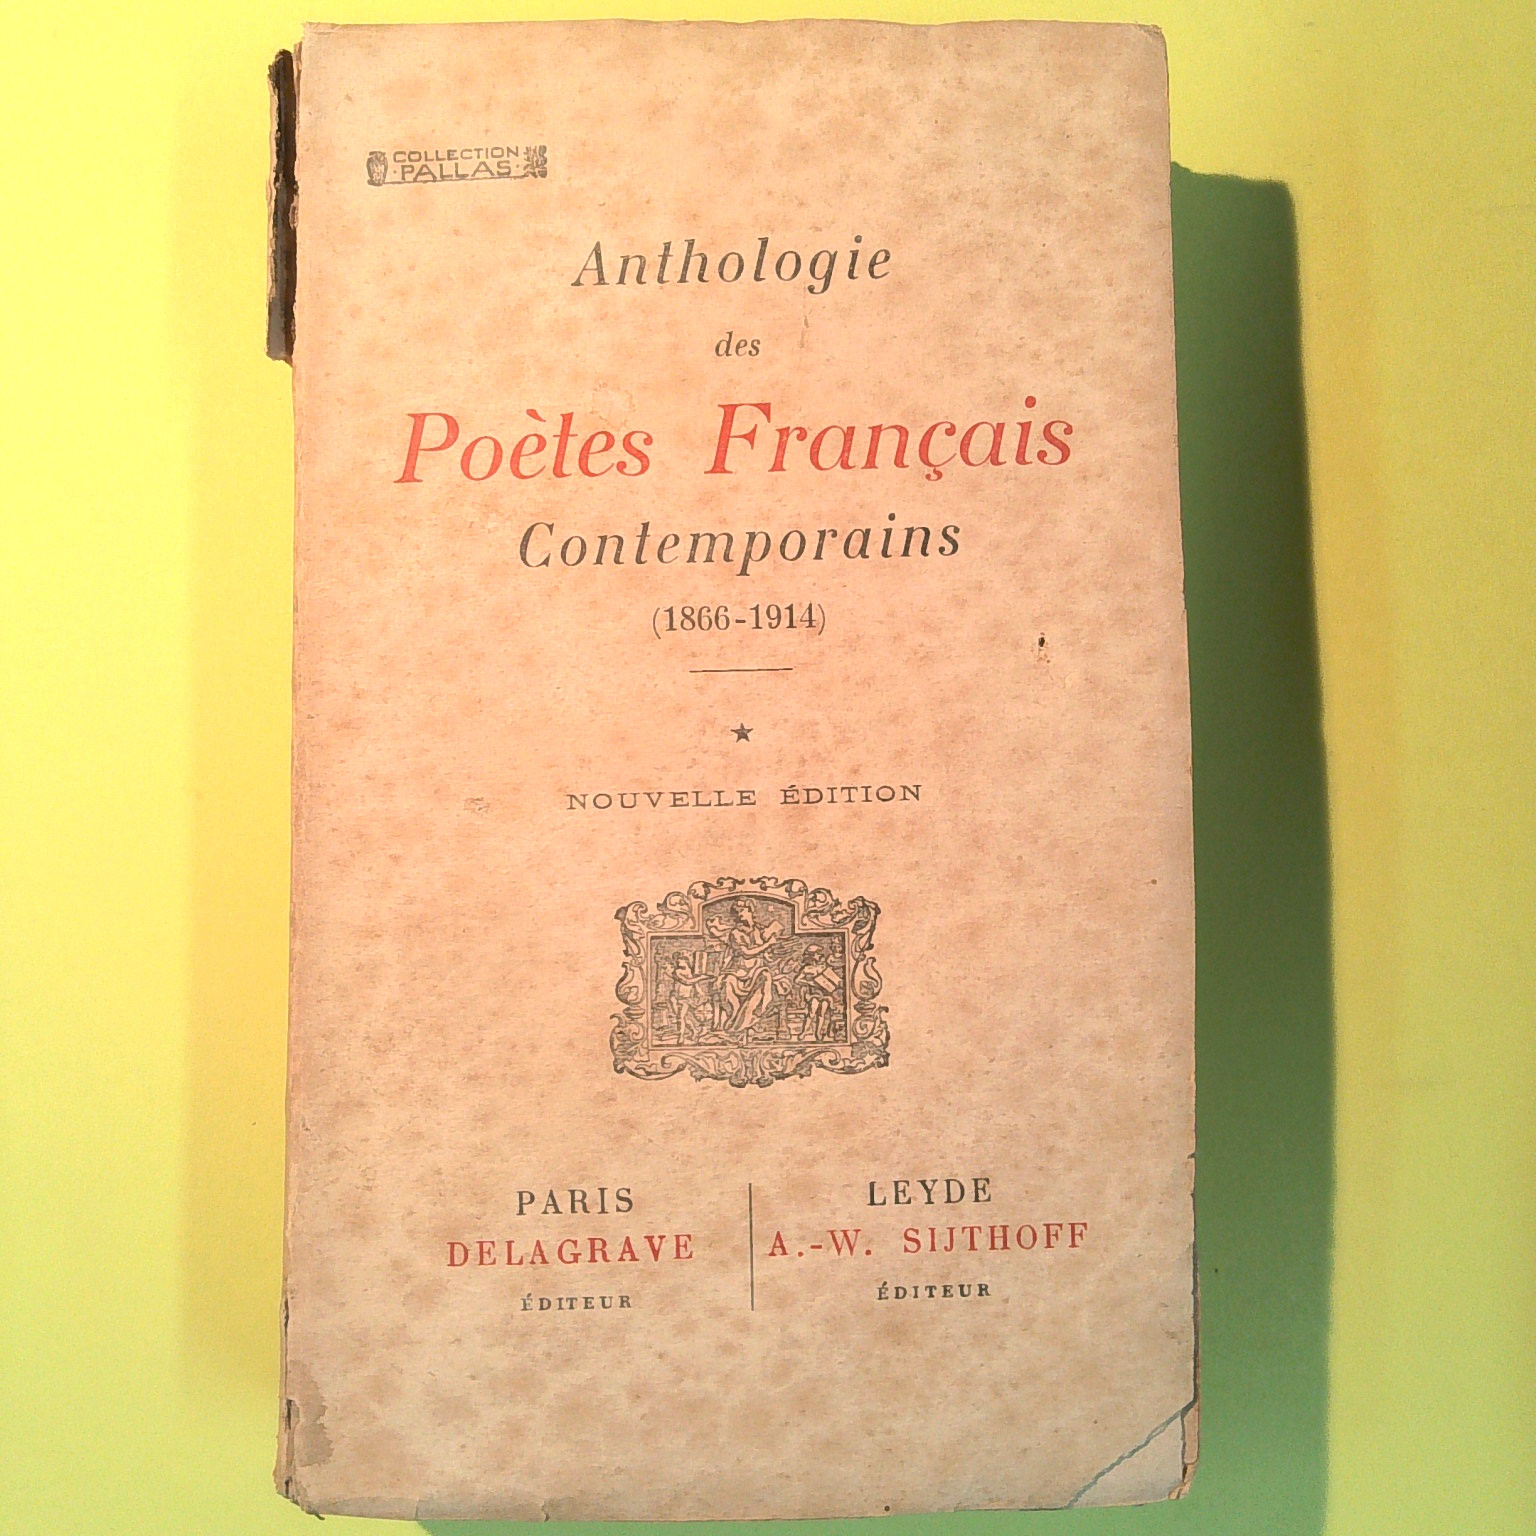 COLLECTION
·PALLAS·
Anthologie
des
Poètes Français
Contemporains
(1866-1914)
★
NOUVELLE ÉDITION
PARIS
DELAGRAVE
ÉDITEUR
LEYDE
A.-W. SIJTHOFF
ÉDITEUR